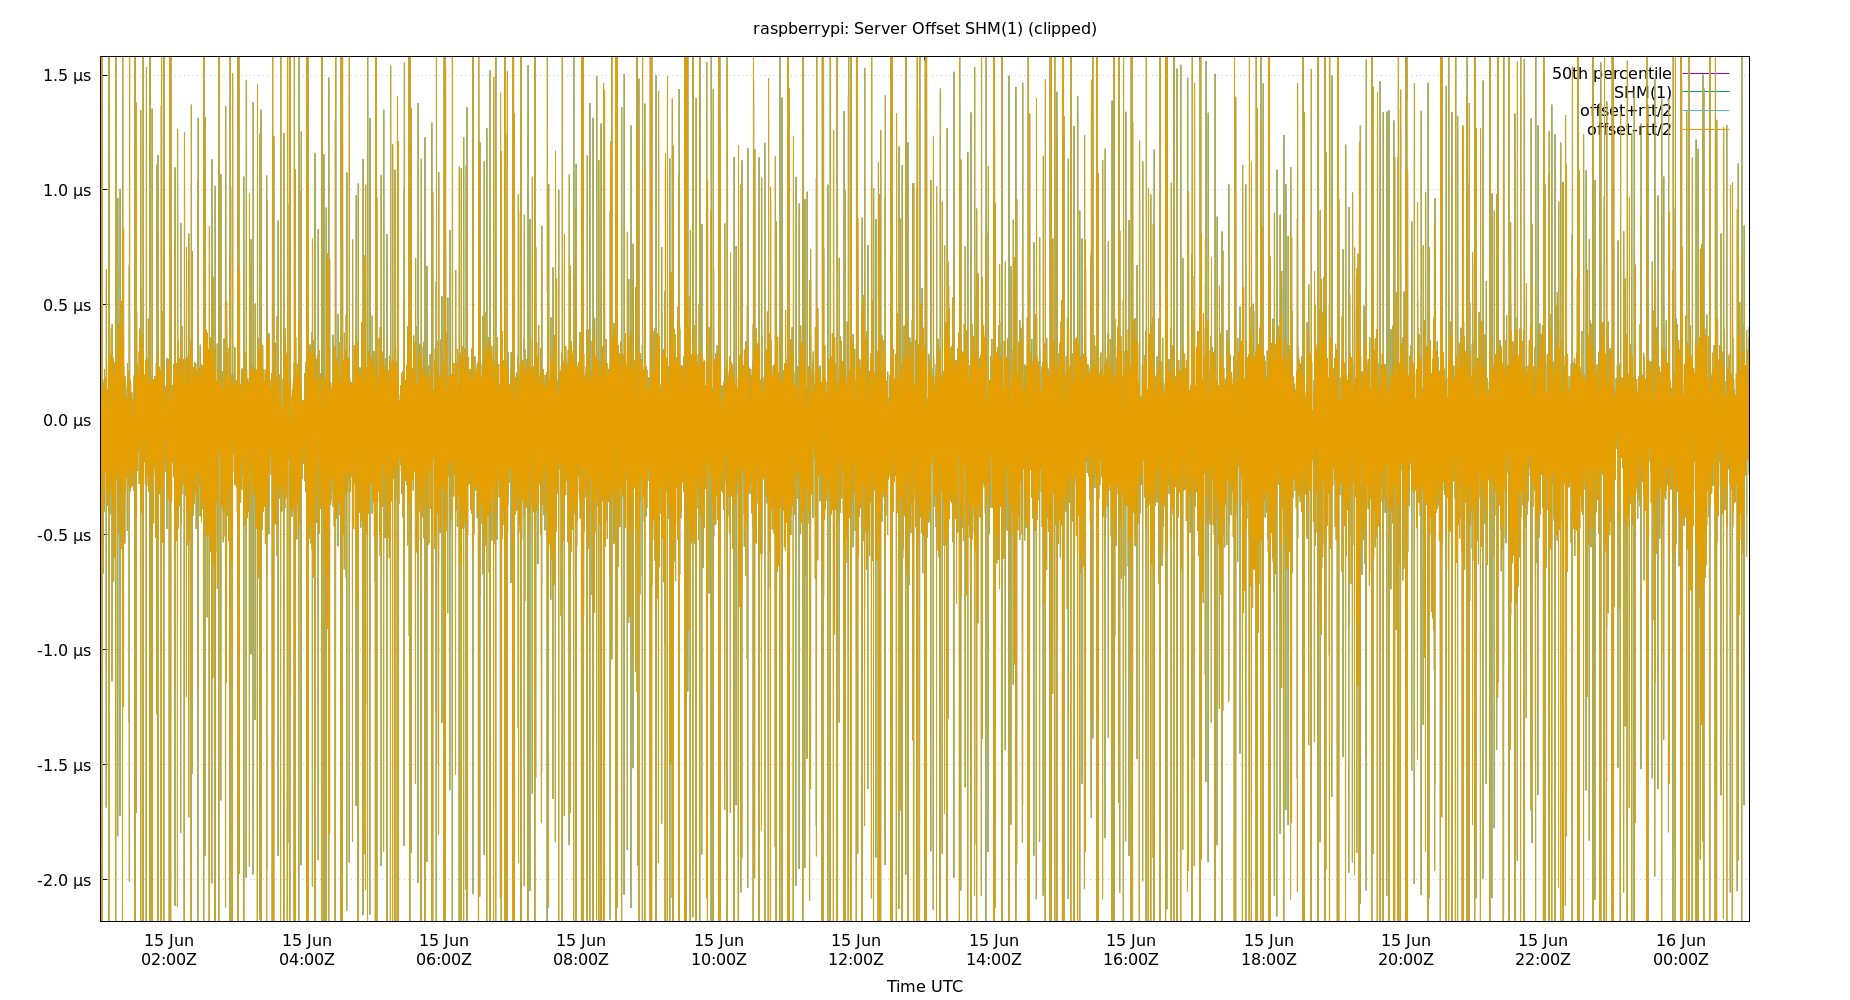 raspberrypi: Server Offset SHM(1) (clipped)
1.5 µs
1.0 µs
0.5 µs
0.0 µs
-0.5 µs
-1.0 µs
-1.5 µs
-2.0 µs
50th percentile
SHM(1)
offset+rtt/2
offset-rtt/2
15 Jun 15 Jun 15 Jun 15 Jun 15 Jun 15 Jun 15 Jun 15 Jun 15 Jun 15 Jun 15 Jun 16 Jun
02:00Z 04:00Z 06:00Z 08:00Z 10:00Z 12:00Z 14:00Z 16:00Z 18:00Z 20:00Z 22:00Z 00:00Z
Time UTC